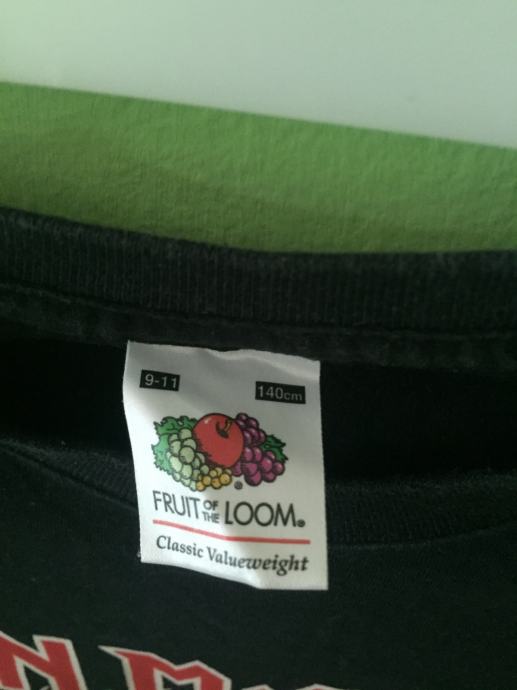 9-11 140cm
FRUIT OF THE LOOM®
Classic Valueweight